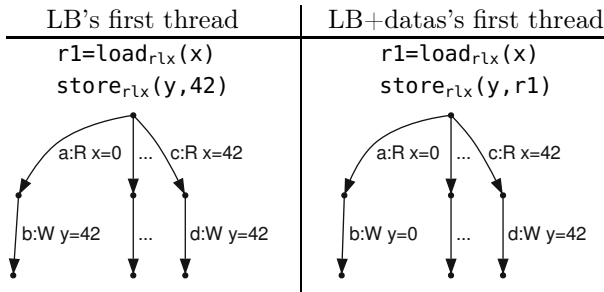 LB's first thread
r1=load_rlx(x)
store_rlx(y,42)
a:R x=0 ... c:R x=42
b:W y=42 ... d:W y=42
LB+datas's first thread
r1=load_rlx(x)
store_rlx(y,r1)
a:R x=0 ... c:R x=42
b:W y=0 ... d:W y=42